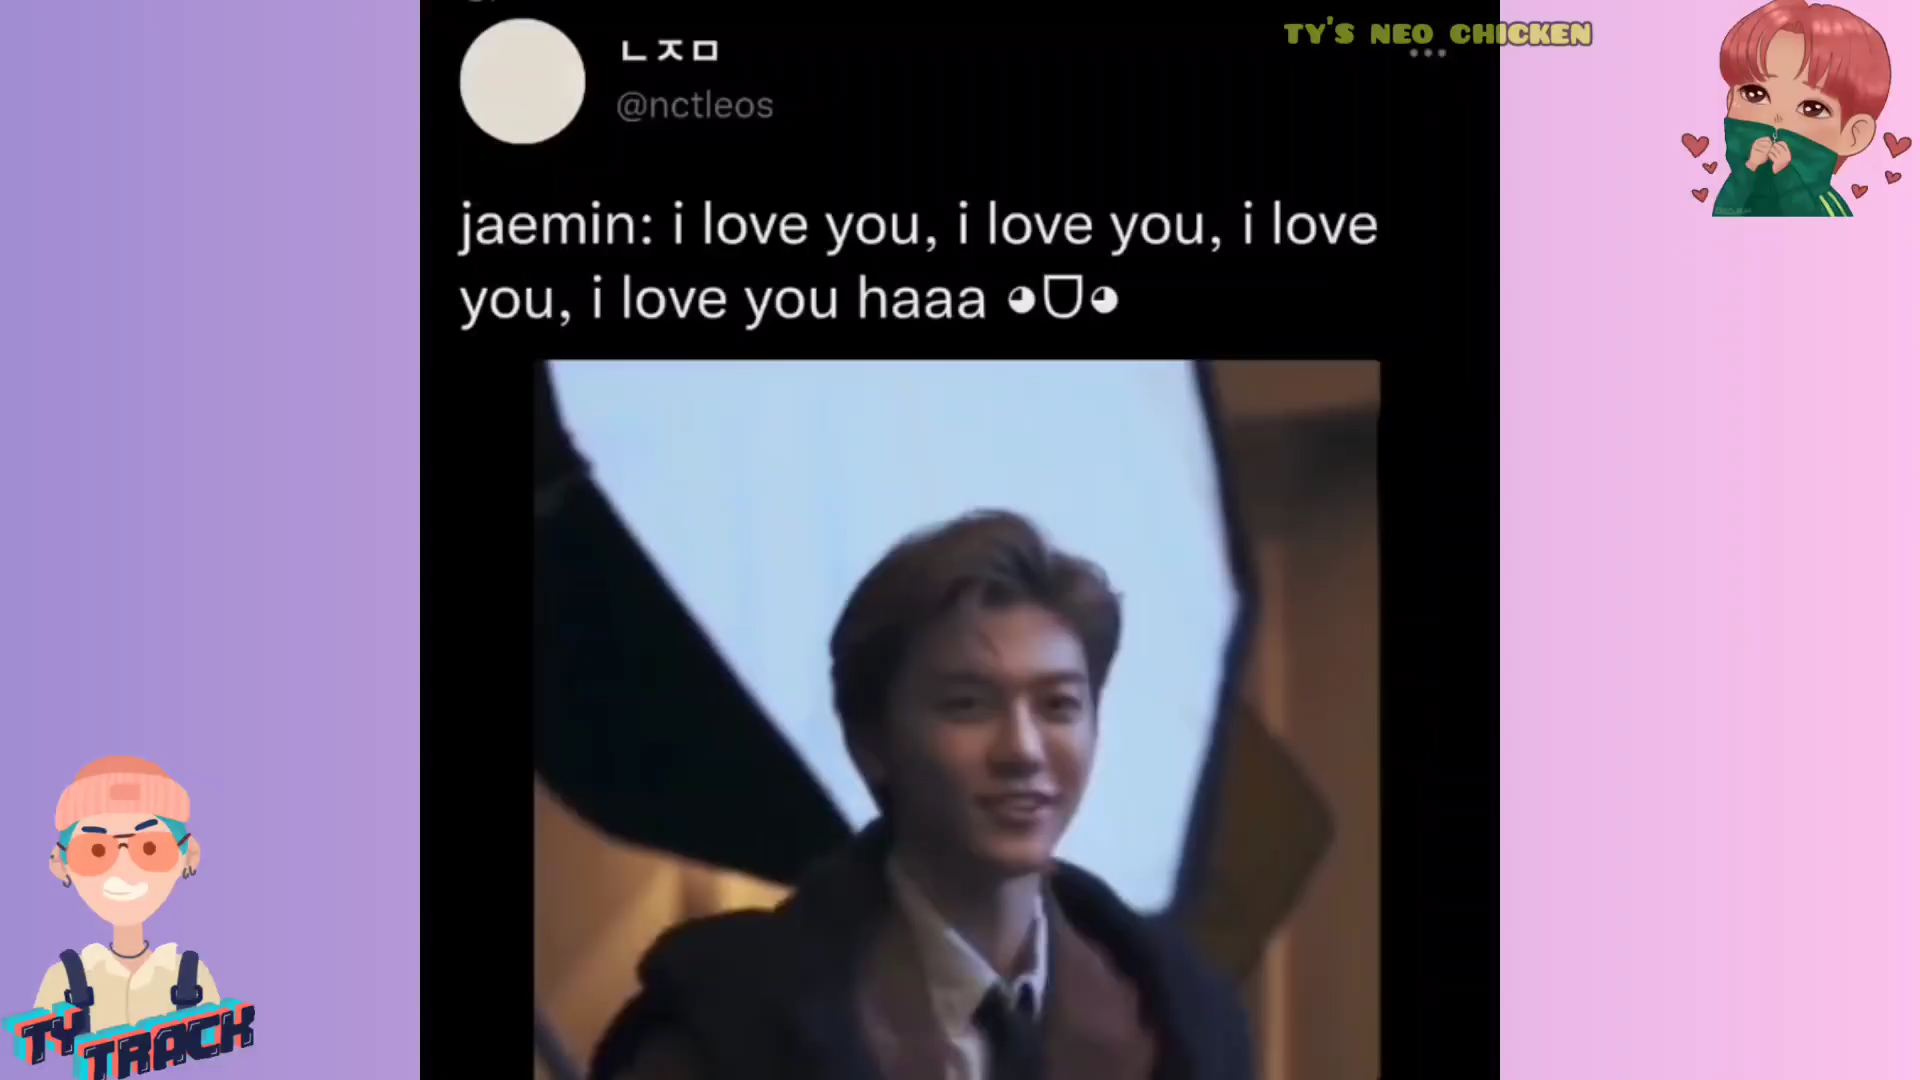 TY'S NEO CHICKEN
ㄴㅈㅁ
@nctleos
jaemin: i love you, i love you, i love
you, i love you haaa ◕ᗜ◕
TY
TRACK